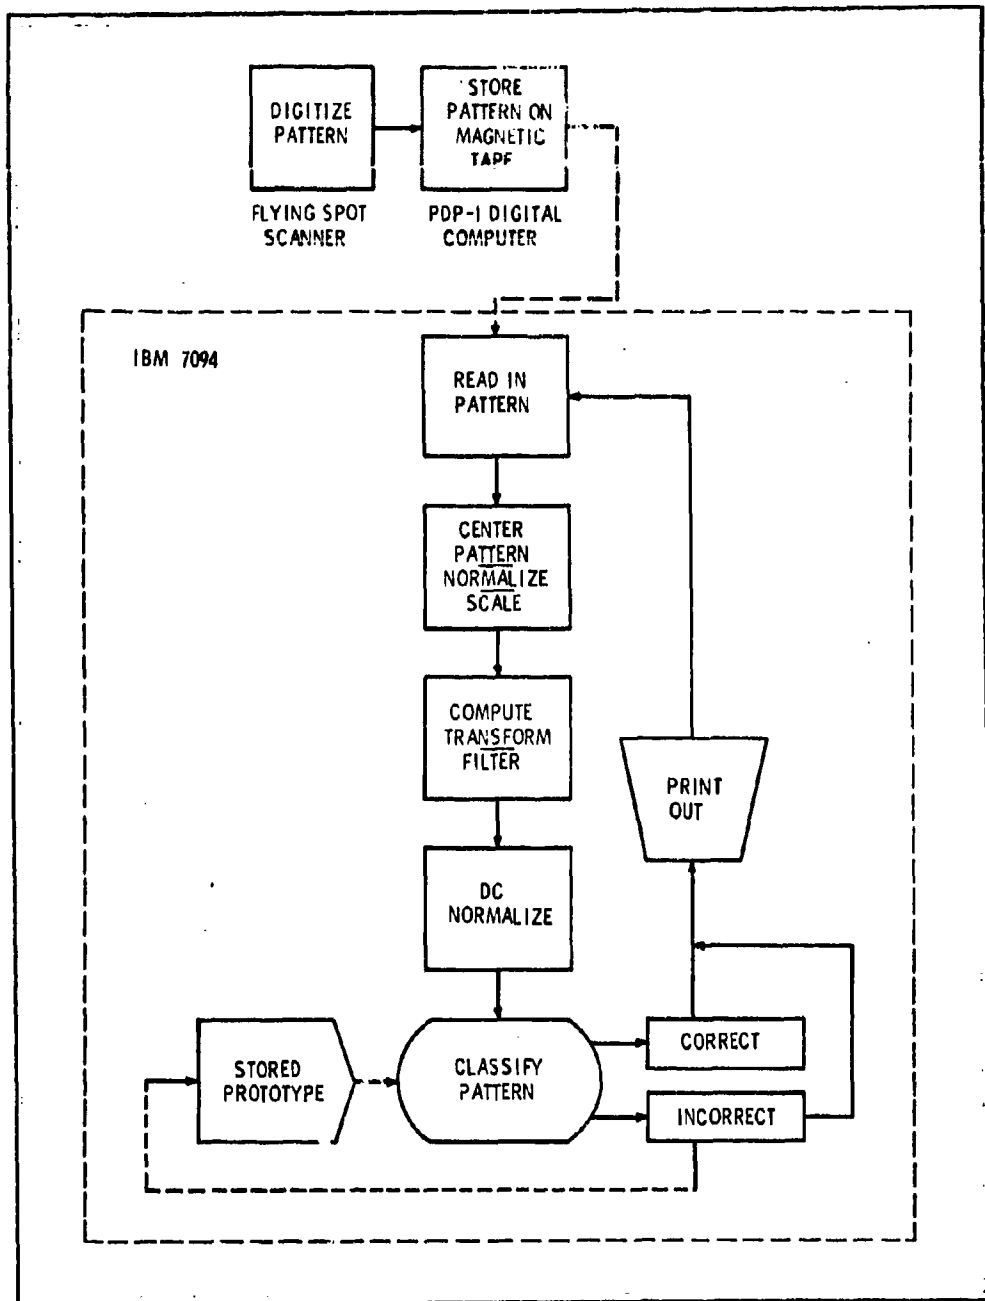 DIGITIZE
PATTERN
STORE
PATTERN ON
MAGNETIC
TAPE
FLYING SPOT
SCANNER
PDP-1 DIGITAL
COMPUTER
IBM 7094
READ IN
PATTERN
CENTER
PATTERN
NORMALIZE
SCALE
COMPUTE
TRANSFORM
FILTER
PRINT
OUT
DC
NORMALIZE
STORED
PROTOTYPE
CLASSIFY
PATTERN
CORRECT
INCORRECT